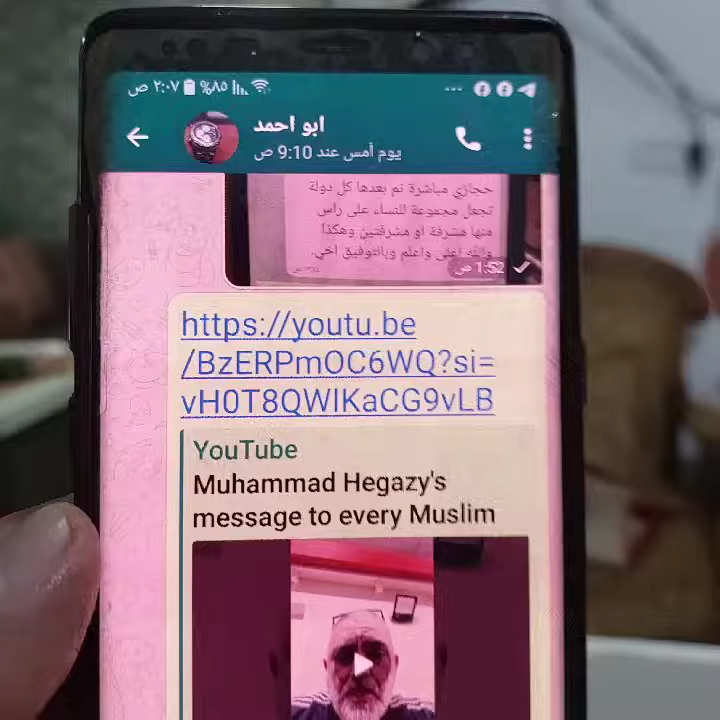 ٢:٠٧ ص %٨٥
ابو احمد
يوم أمس عند 9:10 ص
حجازي مباشرة ثم بعدها كل دولة
تجعل مجموعة للنساء على راس
منها مشرفة او مشرفتين وهكذا
والله اعلى واعلم وبالتوفيق اخي.
1:52 ص
https://youtu.be
/BzERPmOC6WQ?si=
vH0T8QWIKaCG9vLB
YouTube
Muhammad Hegazy's
message to every Muslim